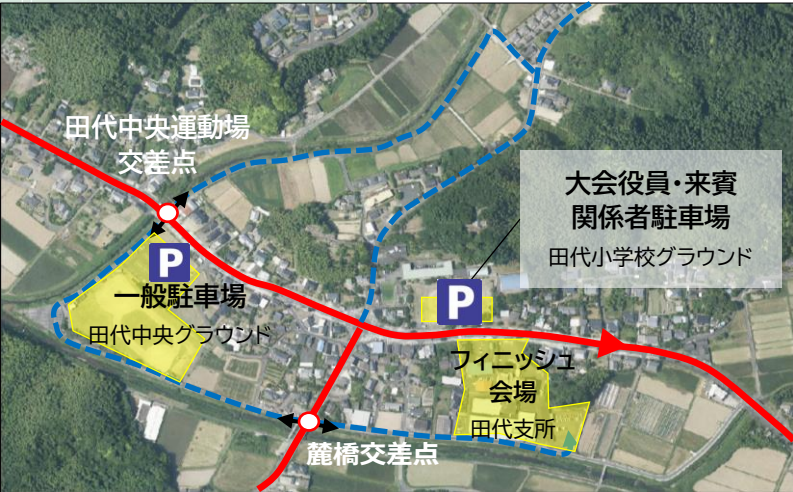 田代中央運動場
交差点
大会役員・来賓
関係者駐車場
田代小学校グラウンド
P
一般駐車場
田代中央グラウンド
P
フィニッシュ
会場
田代支所
麓橋交差点